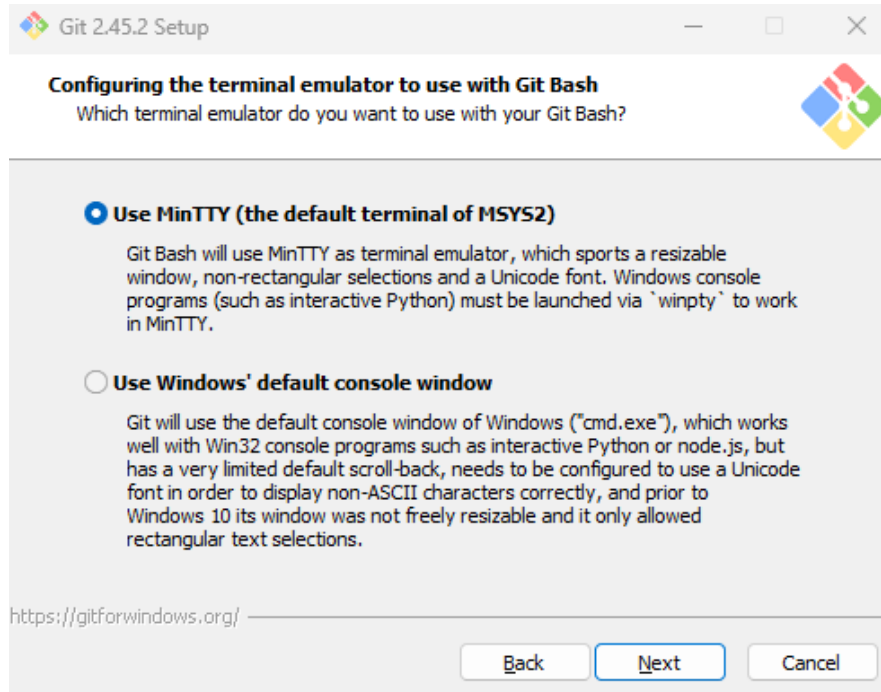 Git 2.45.2 Setup
Configuring the terminal emulator to use with Git Bash
Which terminal emulator do you want to use with your Git Bash?
Use MinTTY (the default terminal of MSYS2)
Git Bash will use MinTTY as terminal emulator, which sports a resizable
window, non-rectangular selections and a Unicode font. Windows console
programs (such as interactive Python) must be launched via `winpty` to work
in MinTTY.
Use Windows' default console window
Git will use the default console window of Windows ("cmd.exe"), which works
well with Win32 console programs such as interactive Python or node.js, but
has a very limited default scroll-back, needs to be configured to use a Unicode
font in order to display non-ASCII characters correctly, and prior to
Windows 10 its window was not freely resizable and it only allowed
rectangular text selections.
https://gitforwindows.org/
Back Next Cancel